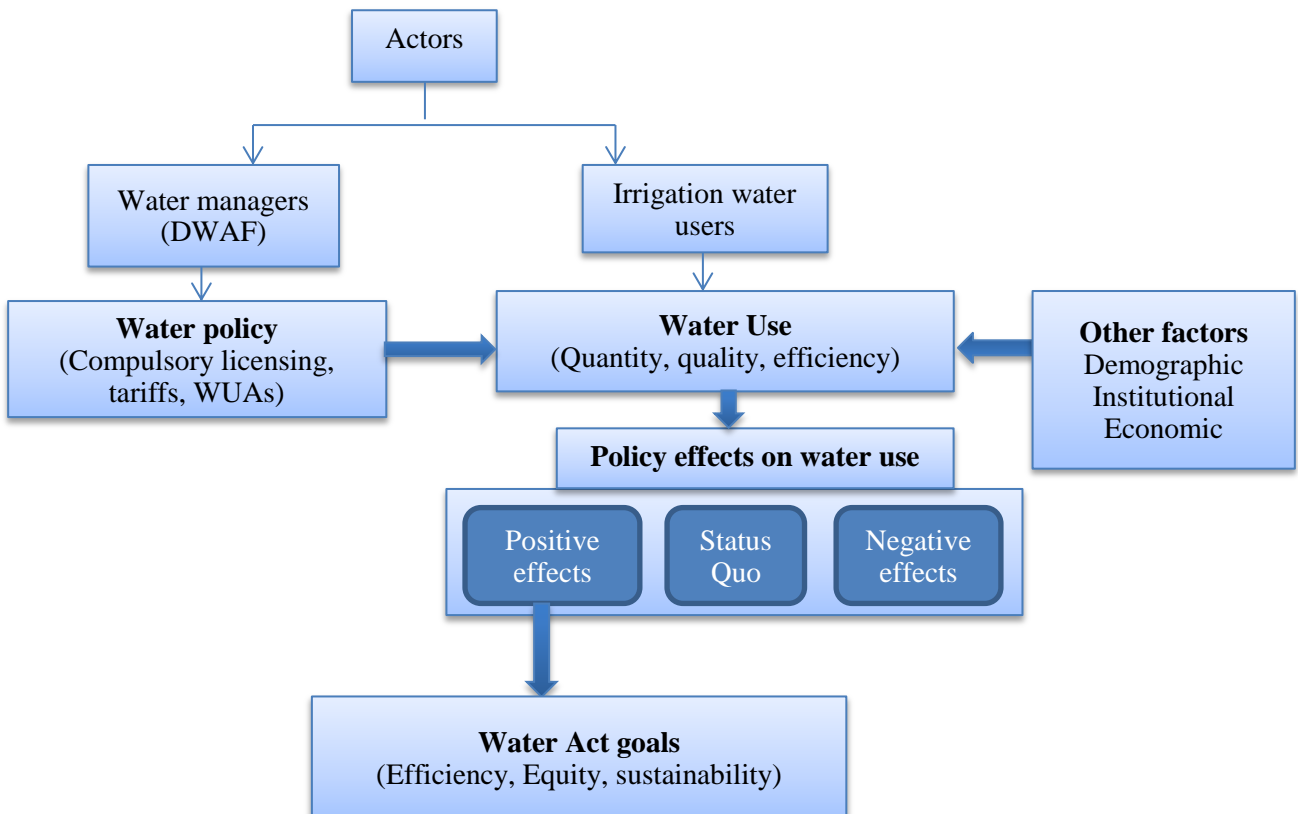 Actors
Water managers
(DWAF)
Irrigation water
users
Water policy
(Compulsory licensing,
tariffs, WUAs)
Water Use
(Quantity, quality, efficiency)
Other factors
Demographic
Institutional
Economic
Policy effects on water use
Positive
effects
Status
Quo
Negative
effects
Water Act goals
(Efficiency, Equity, sustainability)